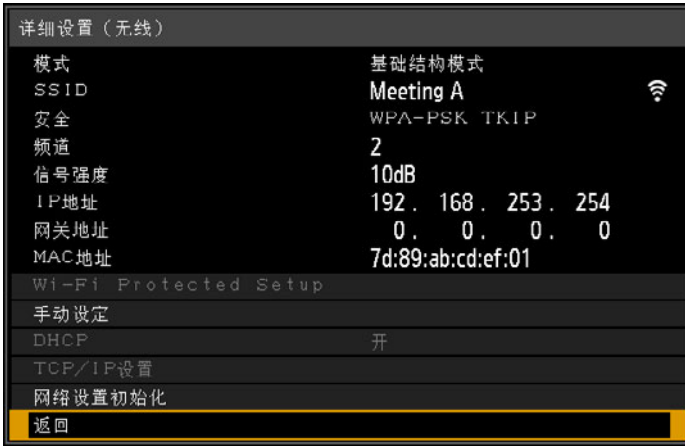 详细设置（无线）
模式 基础结构模式
SSID Meeting A
安全 WPA-PSK TKIP
频道 2
信号强度 10dB
IP地址 192. 168. 253. 254
网关地址 0. 0. 0. 0
MAC地址 7d:89:ab:cd:ef:01
Wi-Fi Protected Setup
手动设定
DHCP 开
TCP/IP设置
网络设置初始化
返回